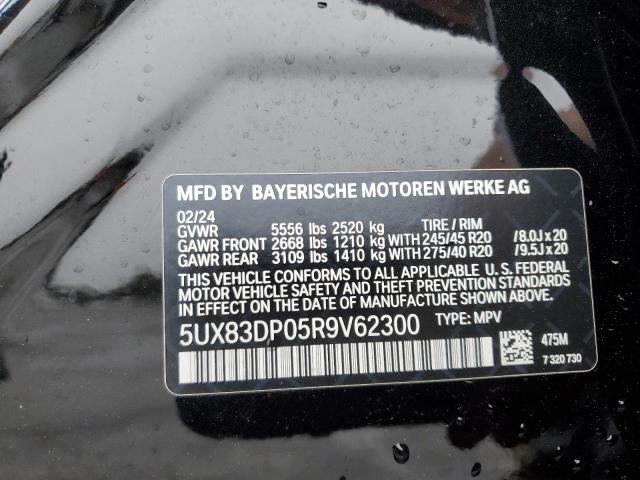 MFD BY BAYERISCHE MOTOREN WERKE AG
02/24
GVWR 5556 lbs 2520 kg TIRE / RIM
GAWR FRONT 2668 lbs 1210 kg WITH 245/45 R20 /8.0J x 20
GAWR REAR 3109 lbs 1410 kg WITH 275/40 R20 /9.5J x 20
THIS VEHICLE CONFORMS TO ALL APPLICABLE U. S. FEDERAL
MOTOR VEHICLE SAFETY AND THEFT PREVENTION STANDARDS
IN EFFECT ON THE DATE OF MANUFACTURE SHOWN ABOVE.
5UX83DP05R9V62300 TYPE: MPV
475M
7 320 730